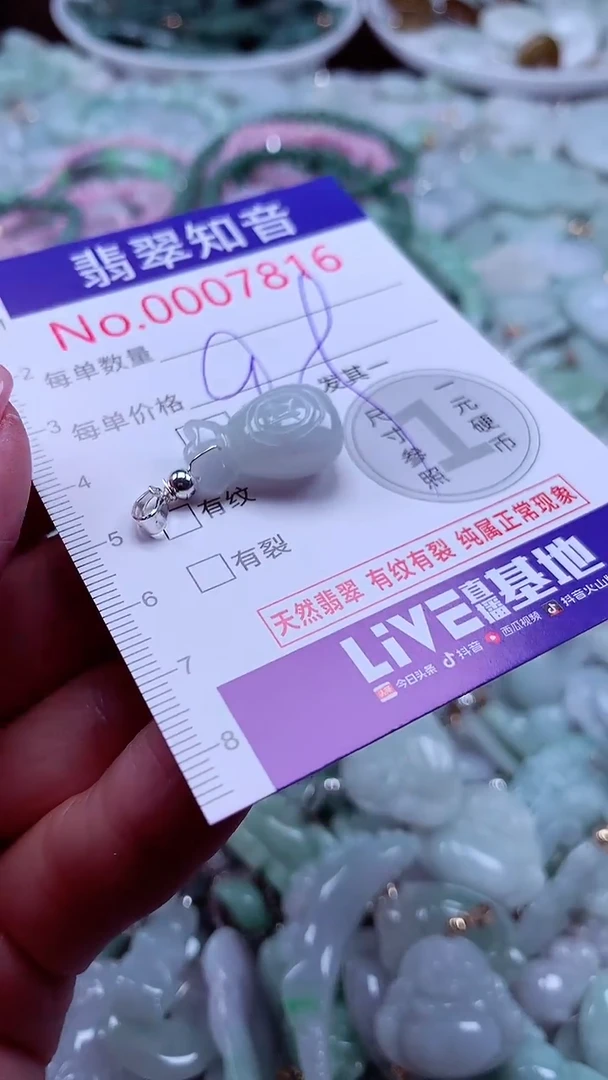 翡翠知音
No.0007816
每单数量
每单价格
98
发其一
一元硬币
尺寸参照
1
有纹
有裂
天然翡翠 有纹有裂 纯属正常现象
LiVE直播基地
今日头条 抖音 西瓜视频 抖音火山
2
3
4
5
6
7
8